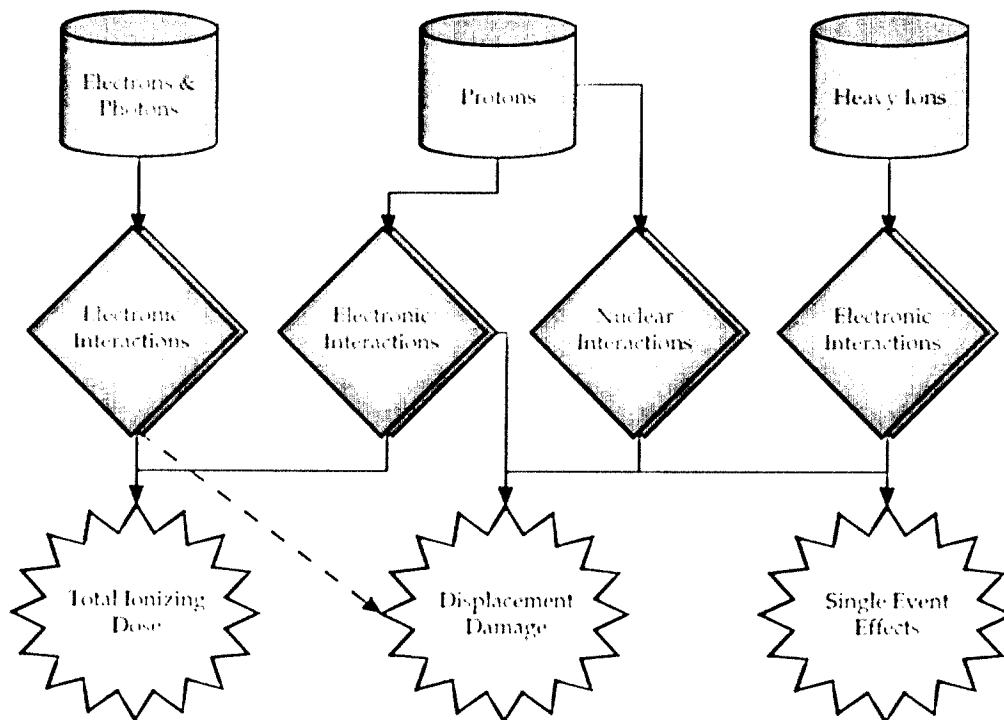 Electrons &
Photons
Protons
Heavy Ions
Electronic
Interactions
Electronic
Interactions
Nuclear
Interactions
Electronic
Interactions
Total Ionizing
Dose
Displacement
Damage
Single Event
Effects